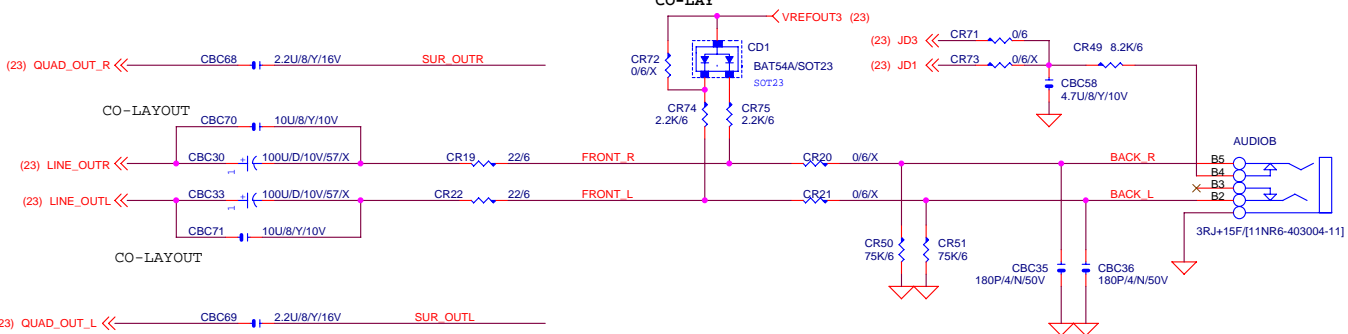 CO-LAY
VREFOUT3 (23)
(23) JD3 CR71 0/6
CR72 0/6/X
CD1
BAT54A/SOT23
SOT23
CR49 8.2K/6
(23) JD1 CR73 0/6/X
(23) QUAD_OUT_R CBC68 2.2U/8/Y/16V SUR_OUTR
CBC58
4.7U/8/Y/10V
CR74
2.2K/6
CR75
2.2K/6
CO-LAYOUT
CBC70 10U/8/Y/10V
AUDIOB
(23) LINE_OUTR CBC30 + 1 100U/D/10V/57/X CR19 22/6 FRONT_R CR20 0/6/X BACK_R B5
B4
B3
(23) LINE_OUTL CBC33 + 1 100U/D/10V/57/X CR22 22/6 FRONT_L CR21 0/6/X BACK_L B2
3RJ+15F/[11NR6-403004-11]
CBC71 10U/8/Y/10V
CO-LAYOUT
CR50
75K/6
CR51
75K/6
CBC35
180P/4/N/50V
CBC36
180P/4/N/50V
23) QUAD_OUT_L CBC69 2.2U/8/Y/16V SUR_OUTL